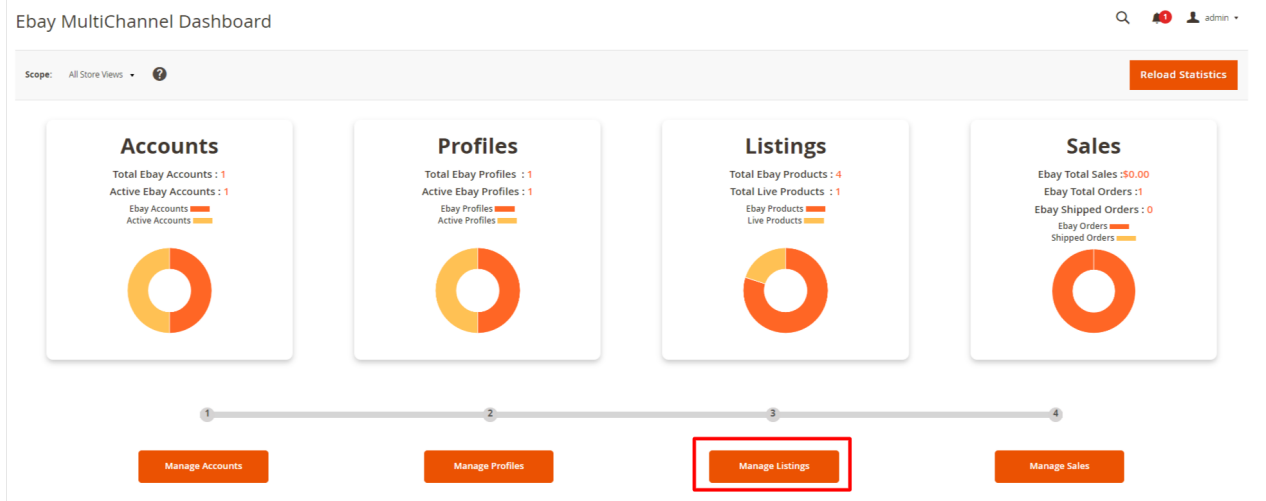 Ebay MultiChannel Dashboard
1
admin
Scope: All Store Views ?
Reload Statistics
Accounts
Total Ebay Accounts : 1
Active Ebay Accounts : 1
Ebay Accounts
Active Accounts
Profiles
Total Ebay Profiles : 1
Active Ebay Profiles : 1
Ebay Profiles
Active Profiles
Listings
Total Ebay Products : 4
Total Live Products : 1
Ebay Products
Live Products
Sales
Ebay Total Sales :$0.00
Ebay Total Orders :1
Ebay Shipped Orders : 0
Ebay Orders
Shipped Orders
1 2 3 4
Manage Accounts
Manage Profiles
Manage Listings
Manage Sales